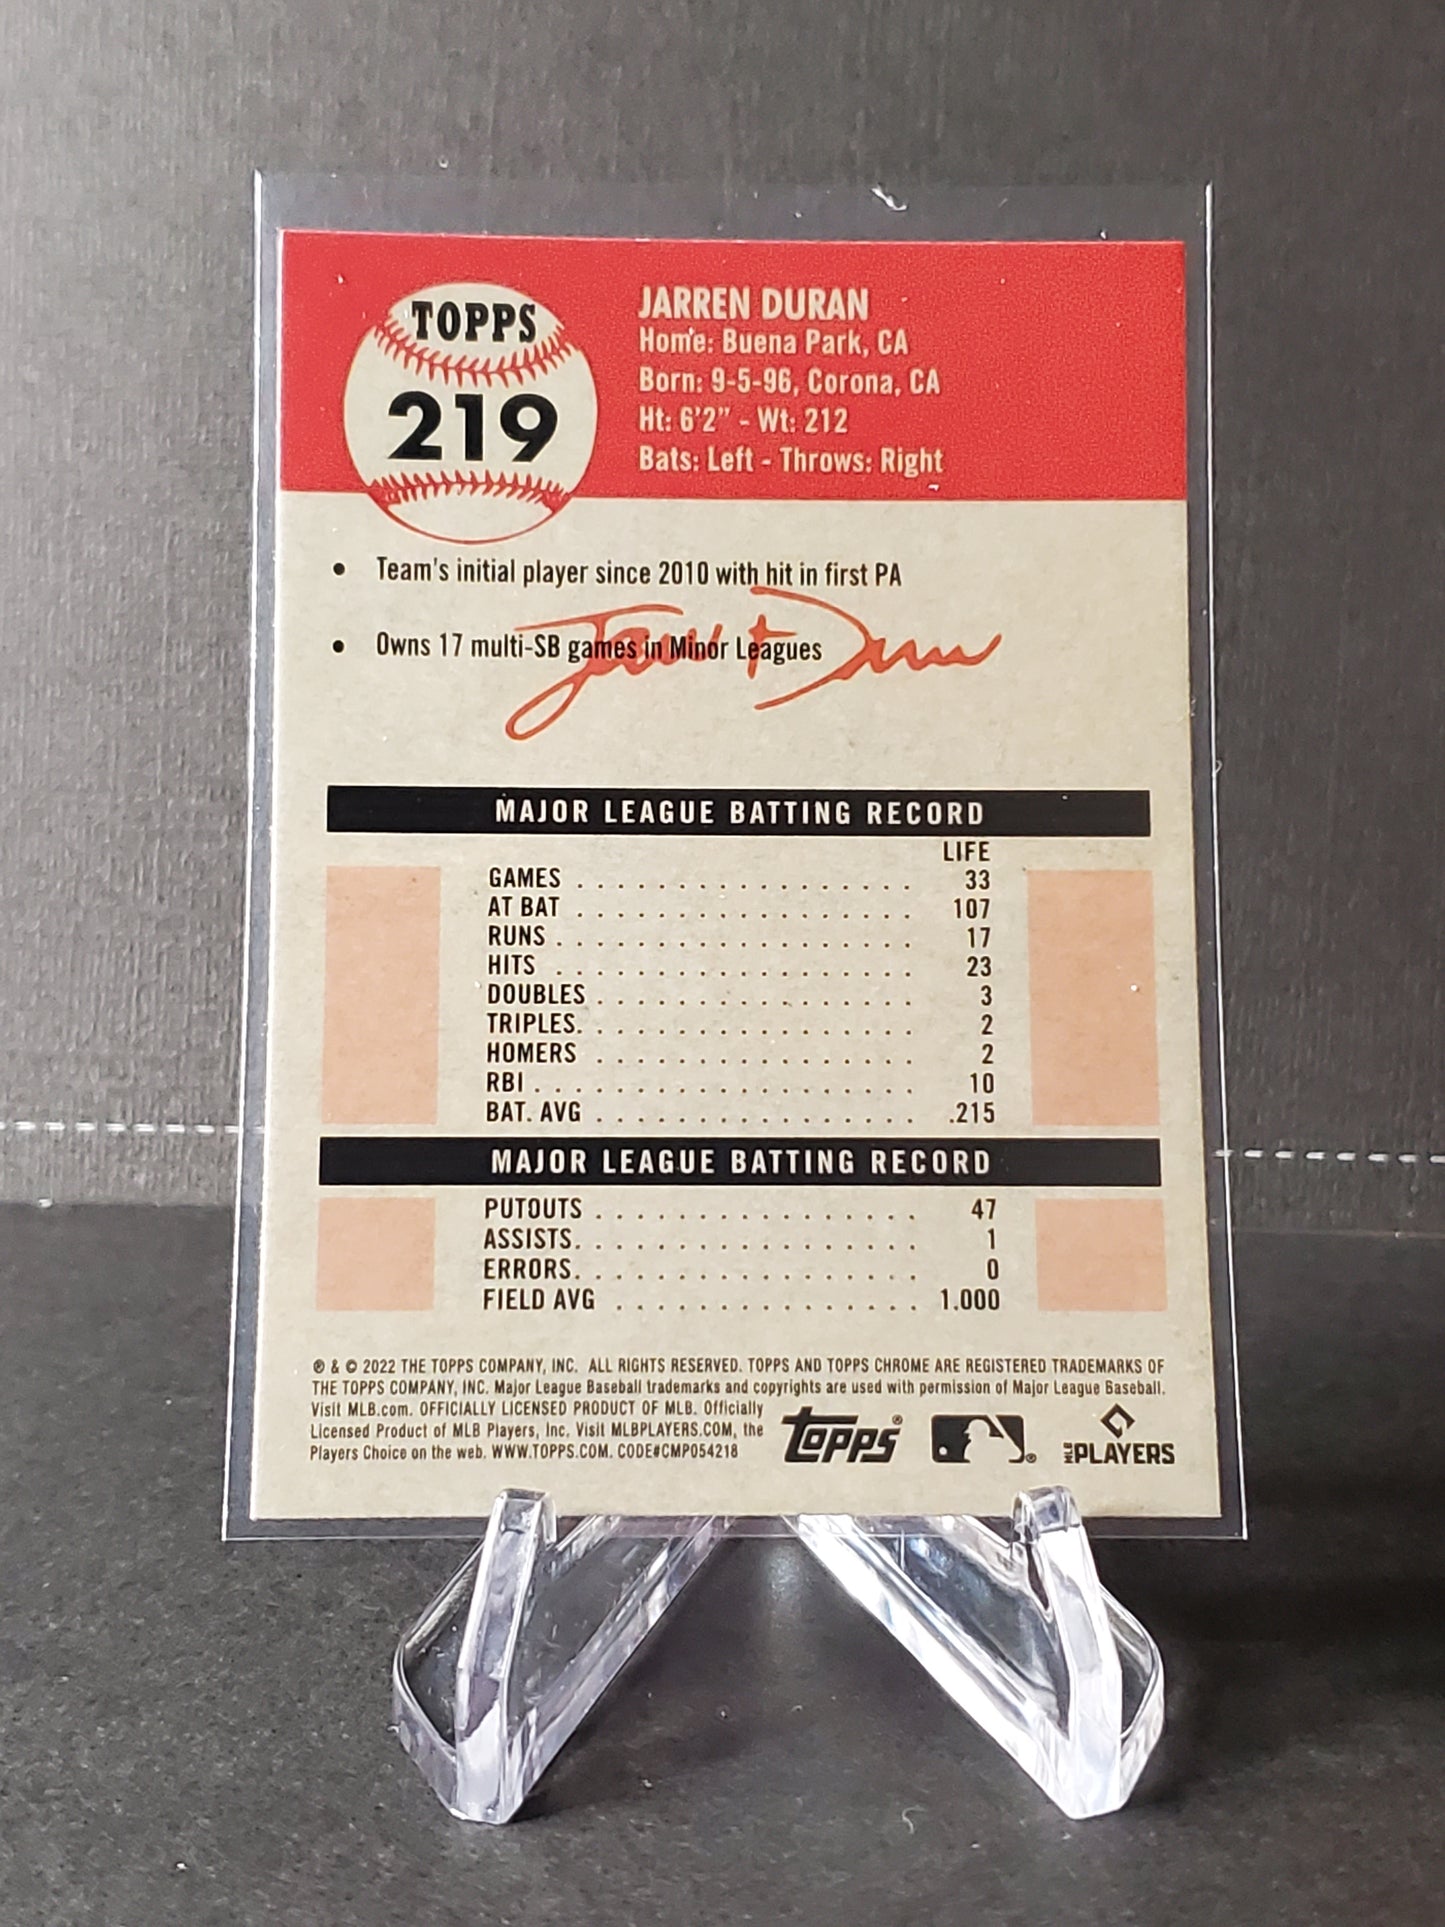 TOPPS
219
JARREN DURAN
Home: Buena Park, CA
Born: 9-5-96, Corona, CA
Ht: 6'2" - Wt: 212
Bats: Left - Throws: Right
• Team's initial player since 2010 with hit in first PA
• Owns 17 multi-SB games in Minor Leagues
Jarren Duran
MAJOR LEAGUE BATTING RECORD
LIFE
GAMES . . . . . . . . . . . . . . . . . 33
AT BAT . . . . . . . . . . . . . . . . . 107
RUNS . . . . . . . . . . . . . . . . . . 17
HITS . . . . . . . . . . . . . . . . . . 23
DOUBLES . . . . . . . . . . . . . . . . 3
TRIPLES. . . . . . . . . . . . . . . . . 2
HOMERS . . . . . . . . . . . . . . . . 2
RBI . . . . . . . . . . . . . . . . . . . 10
BAT. AVG . . . . . . . . . . . . . . . . .215
MAJOR LEAGUE BATTING RECORD
PUTOUTS . . . . . . . . . . . . . . . . 47
ASSISTS. . . . . . . . . . . . . . . . . 1
ERRORS. . . . . . . . . . . . . . . . . 0
FIELD AVG . . . . . . . . . . . . . . . 1.000
® & © 2022 THE TOPPS COMPANY, INC. ALL RIGHTS RESERVED. TOPPS AND TOPPS CHROME ARE REGISTERED TRADEMARKS OF
THE TOPPS COMPANY, INC. Major League Baseball trademarks and copyrights are used with permission of Major League Baseball.
Visit MLB.com. OFFICIALLY LICENSED PRODUCT OF MLB. Officially
Licensed Product of MLB Players, Inc. Visit MLBPLAYERS.COM, the
Players Choice on the web. WWW.TOPPS.COM. CODE#CMP054218
topps®
®
MLB PLAYERS